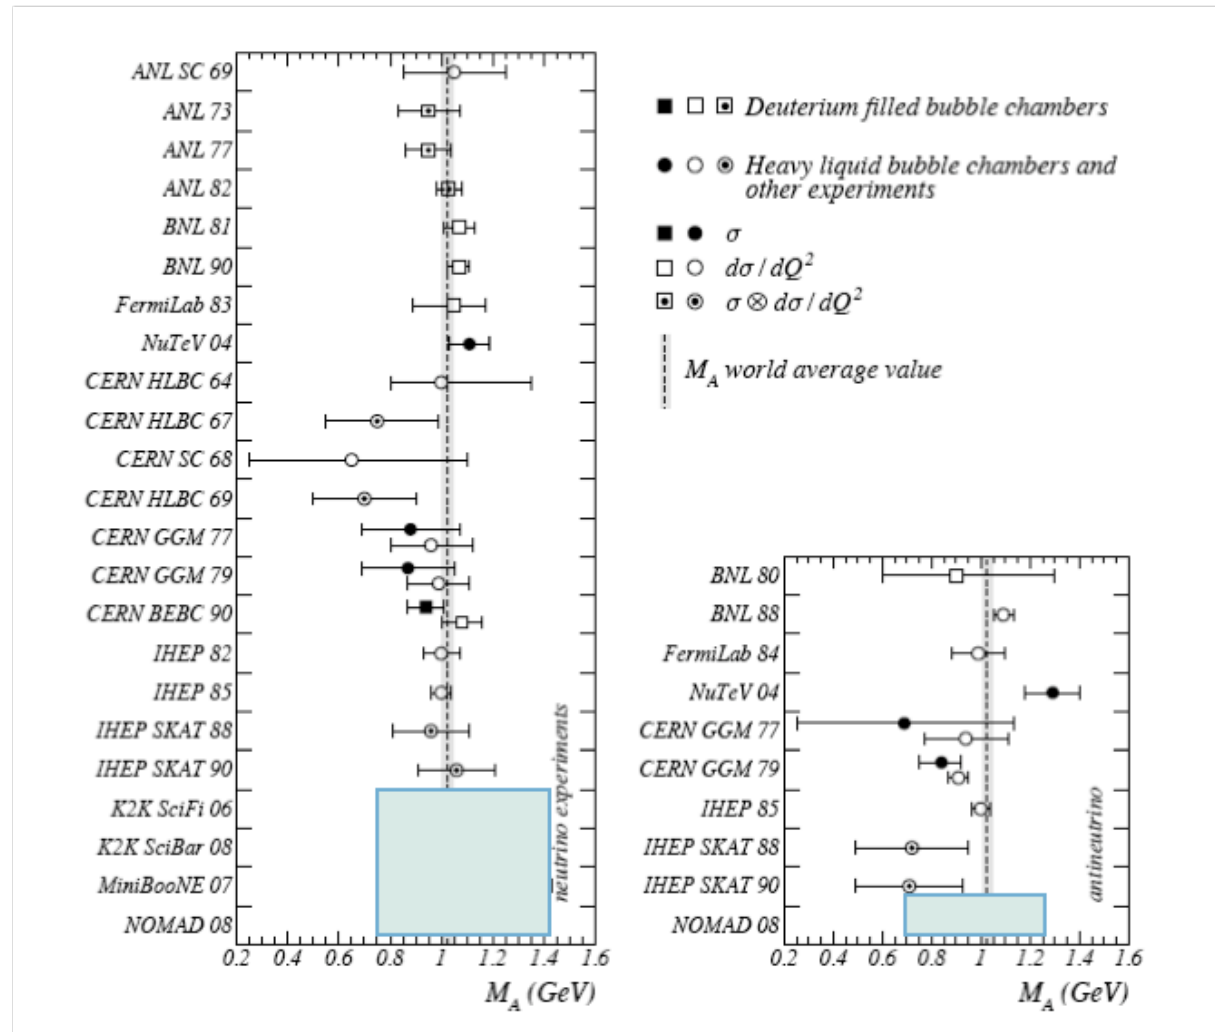 ANL SC 69
ANL 73
ANL 77
ANL 82
BNL 81
BNL 90
FermiLab 83
NuTeV 04
CERN HLBC 64
CERN HLBC 67
CERN SC 68
CERN HLBC 69
CERN GGM 77
CERN GGM 79
CERN BEBC 90
IHEP 82
IHEP 85
IHEP SKAT 88
IHEP SKAT 90
K2K SciFi 06
K2K SciBar 08
MiniBooNE 07
NOMAD 08
neutrino experiments
0.2 0.4 0.6 0.8 1 1.2 1.4 1.6
M_A (GeV)
Deuterium filled bubble chambers
Heavy liquid bubble chambers and
other experiments
σ
dσ / dQ²
σ ⊗ dσ / dQ²
M_A world average value
BNL 80
BNL 88
FermiLab 84
NuTeV 04
CERN GGM 77
CERN GGM 79
IHEP 85
IHEP SKAT 88
IHEP SKAT 90
NOMAD 08
antineutrino
0.2 0.4 0.6 0.8 1 1.2 1.4 1.6
M_A (GeV)